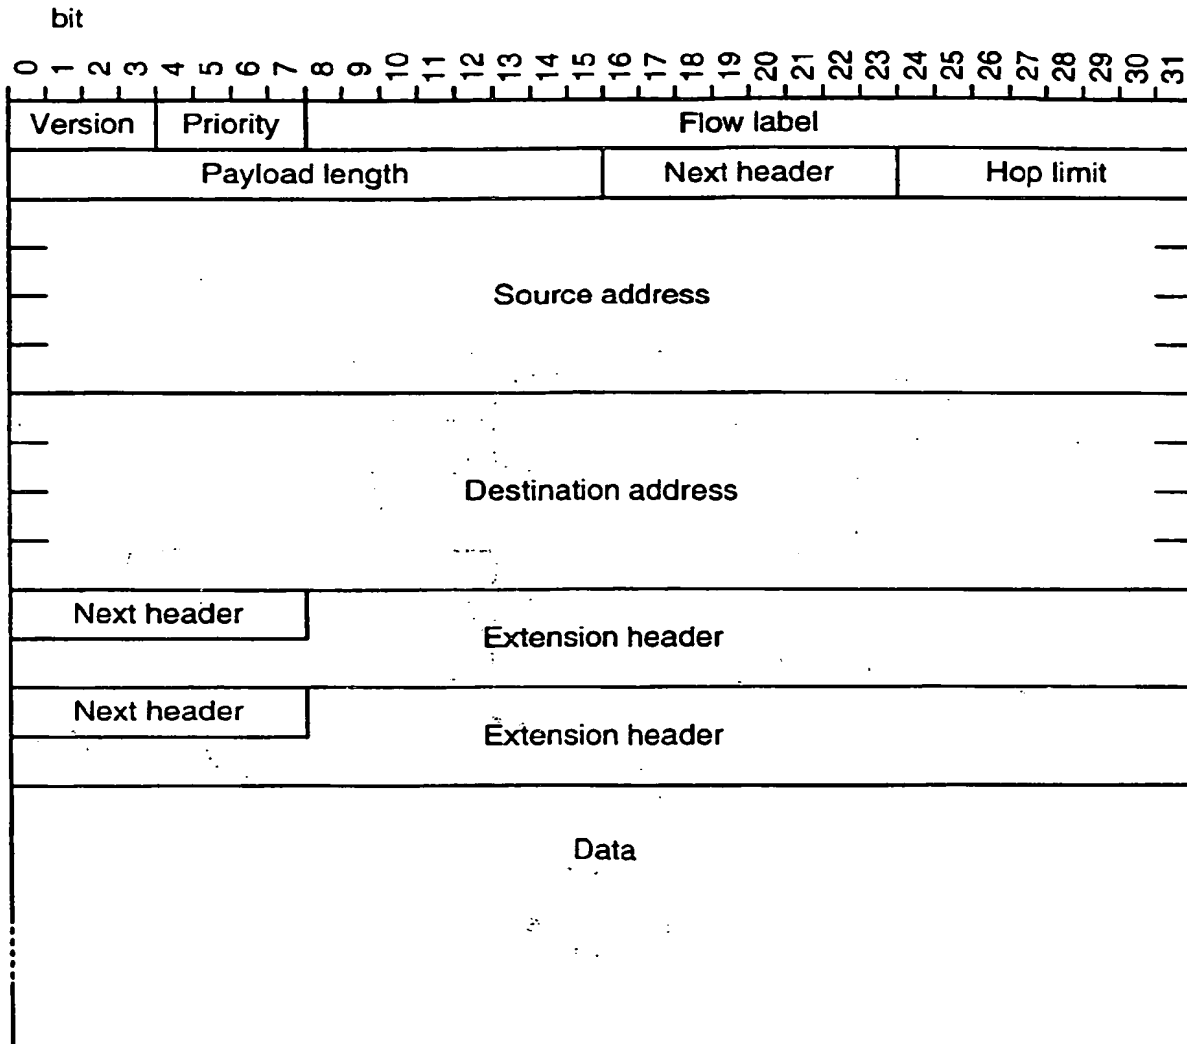 bit
0 1 2 3 4 5 6 7 8 9 10 11 12 13 14 15 16 17 18 19 20 21 22 23 24 25 26 27 28 29 30 31
Version Priority Flow label
Payload length Next header Hop limit
Source address
Destination address
Next header
Extension header
Next header
Extension header
Data